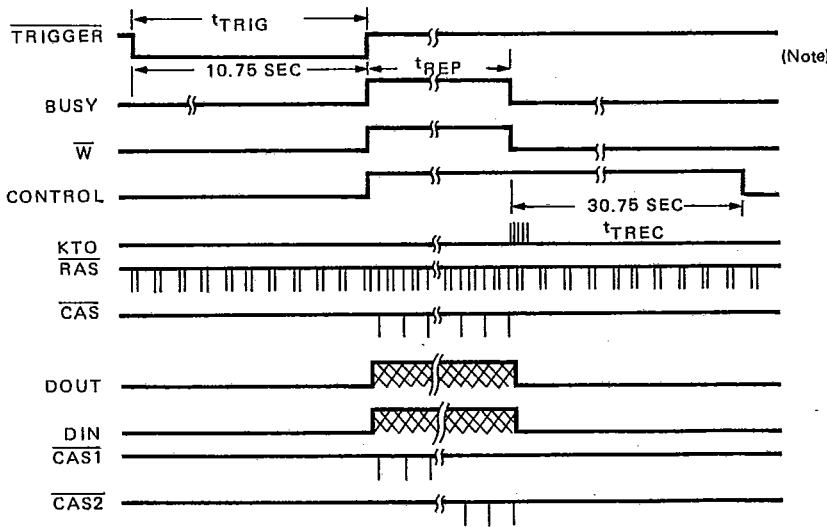 tTRIG
TRIGGER
(Note)
10.75 SEC
tREP
BUSY
W
CONTROL
30.75 SEC
KTO
tTREC
RAS
CAS
DOUT
DIN
CAS1
CAS2